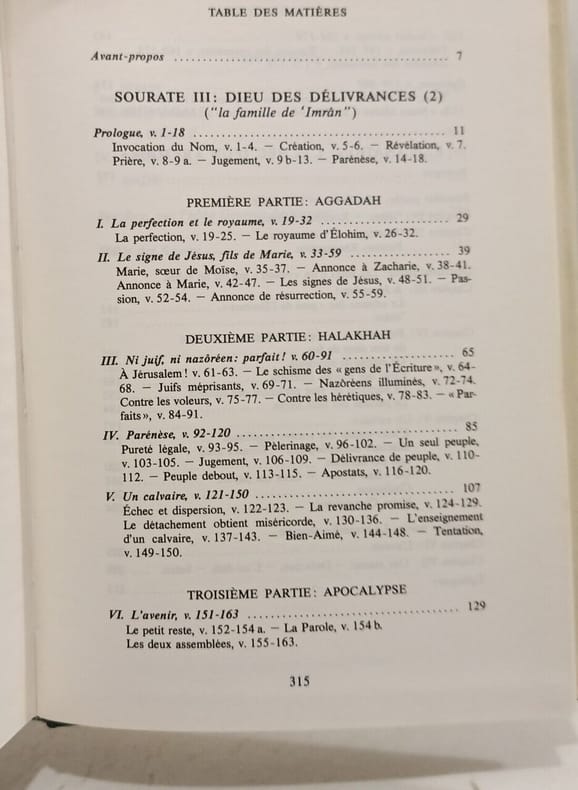 TABLE DES MATIÈRES
Avant-propos ........................................ 7
SOURATE III: DIEU DES DÉLIVRANCES (2)
("la famille de ‘Imrân")
Prologue, v. 1-18 ........................................ 11
Invocation du Nom, v. 1-4. — Création, v. 5-6. — Révélation, v. 7.
Prière, v. 8-9 a. — Jugement, v. 9 b-13. — Parénèse, v. 14-18.
PREMIÈRE PARTIE: AGGADAH
I. La perfection et le royaume, v. 19-32 ...................... 29
La perfection, v. 19-25. — Le royaume d'Élohim, v. 26-32.
II. Le signe de Jésus, fils de Marie, v. 33-59 .................. 39
Marie, sœur de Moïse, v. 35-37. — Annonce à Zacharie, v. 38-41.
Annonce à Marie, v. 42-47. — Les signes de Jésus, v. 48-51. — Pas-
sion, v. 52-54. — Annonce de résurrection, v. 55-59.
DEUXIÈME PARTIE: HALAKHAH
III. Ni juif, ni nazôréen: parfait! v. 60-91 .................... 65
À Jérusalem! v. 61-63. — Le schisme des « gens de l'Écriture », v. 64-
68. — Juifs méprisants, v. 69-71. — Nazôréens illuminés, v. 72-74.
Contre les voleurs, v. 75-77. — Contre les hérétiques, v. 78-83. — « Par-
faits », v. 84-91.
IV. Parénèse, v. 92-120 ........................................ 85
Pureté légale, v. 93-95. — Pèlerinage, v. 96-102. — Un seul peuple,
v. 103-105. — Jugement, v. 106-109. — Délivrance de peuple, v. 110-
112. — Peuple debout, v. 113-115. — Apostats, v. 116-120.
V. Un calvaire, v. 121-150 ........................................ 107
Échec et dispersion, v. 122-123. — La revanche promise, v. 124-129.
Le détachement obtient miséricorde, v. 130-136. — L'enseignement
d'un calvaire, v. 137-143. — Bien-Aimé, v. 144-148. — Tentation,
v. 149-150.
TROISIÈME PARTIE: APOCALYPSE
VI. L'avenir, v. 151-163 ........................................ 129
Le petit reste, v. 152-154 a. — La Parole, v. 154 b.
Les deux assemblées, v. 155-163.
315